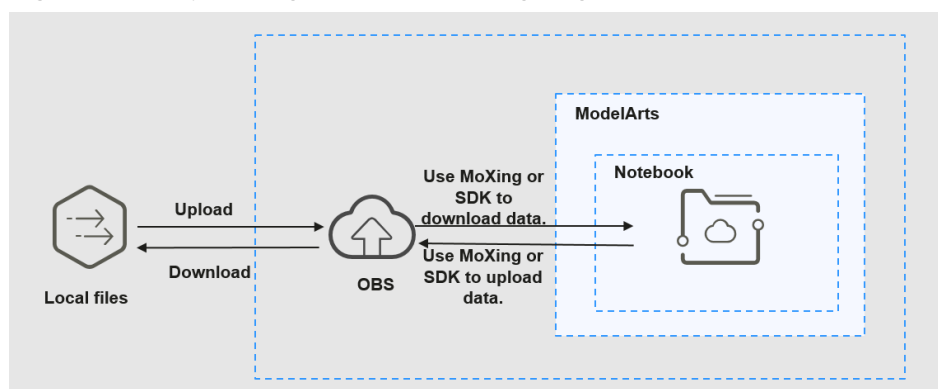 ModelArts
Notebook
Use MoXing or
SDK to
download data.
Upload
Download
Use MoXing or
SDK to upload
data.
OBS
Local files